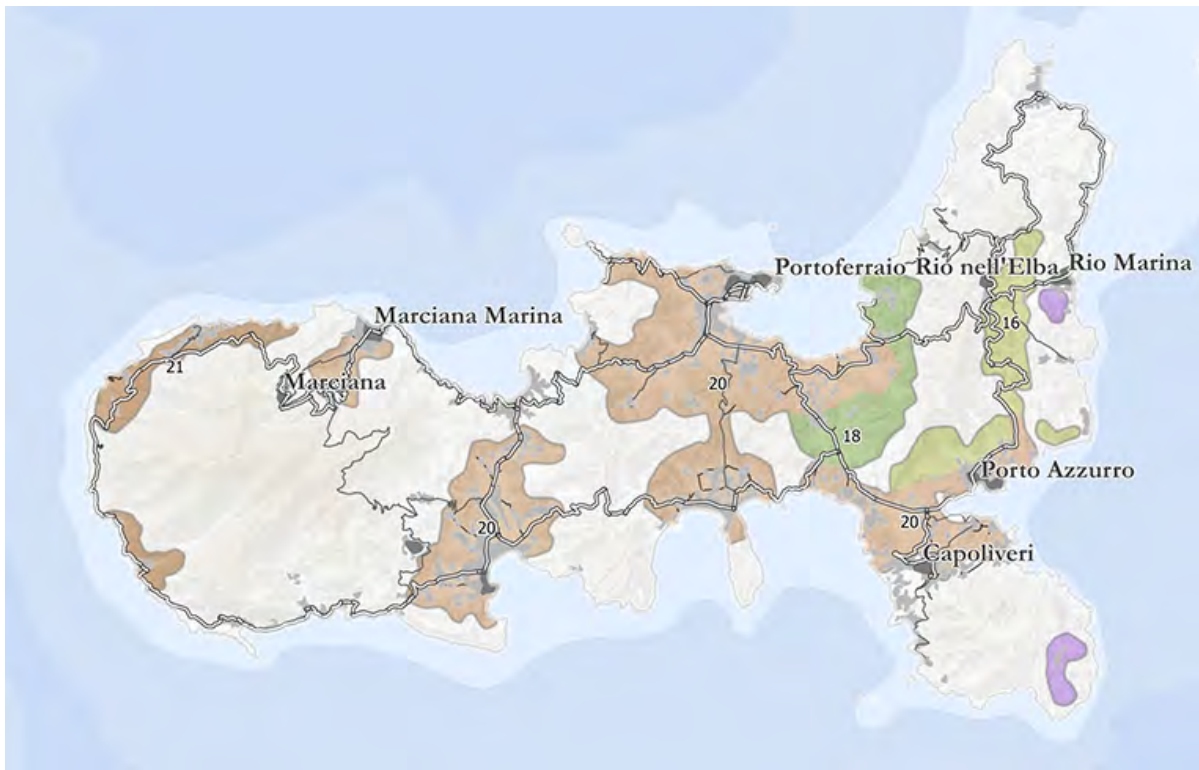 Portoferraio
Rio nell'Elba
Rio Marina
Marciana Marina
16
21
Marciana
20
18
Porto Azzurro
20
20
Capoliveri